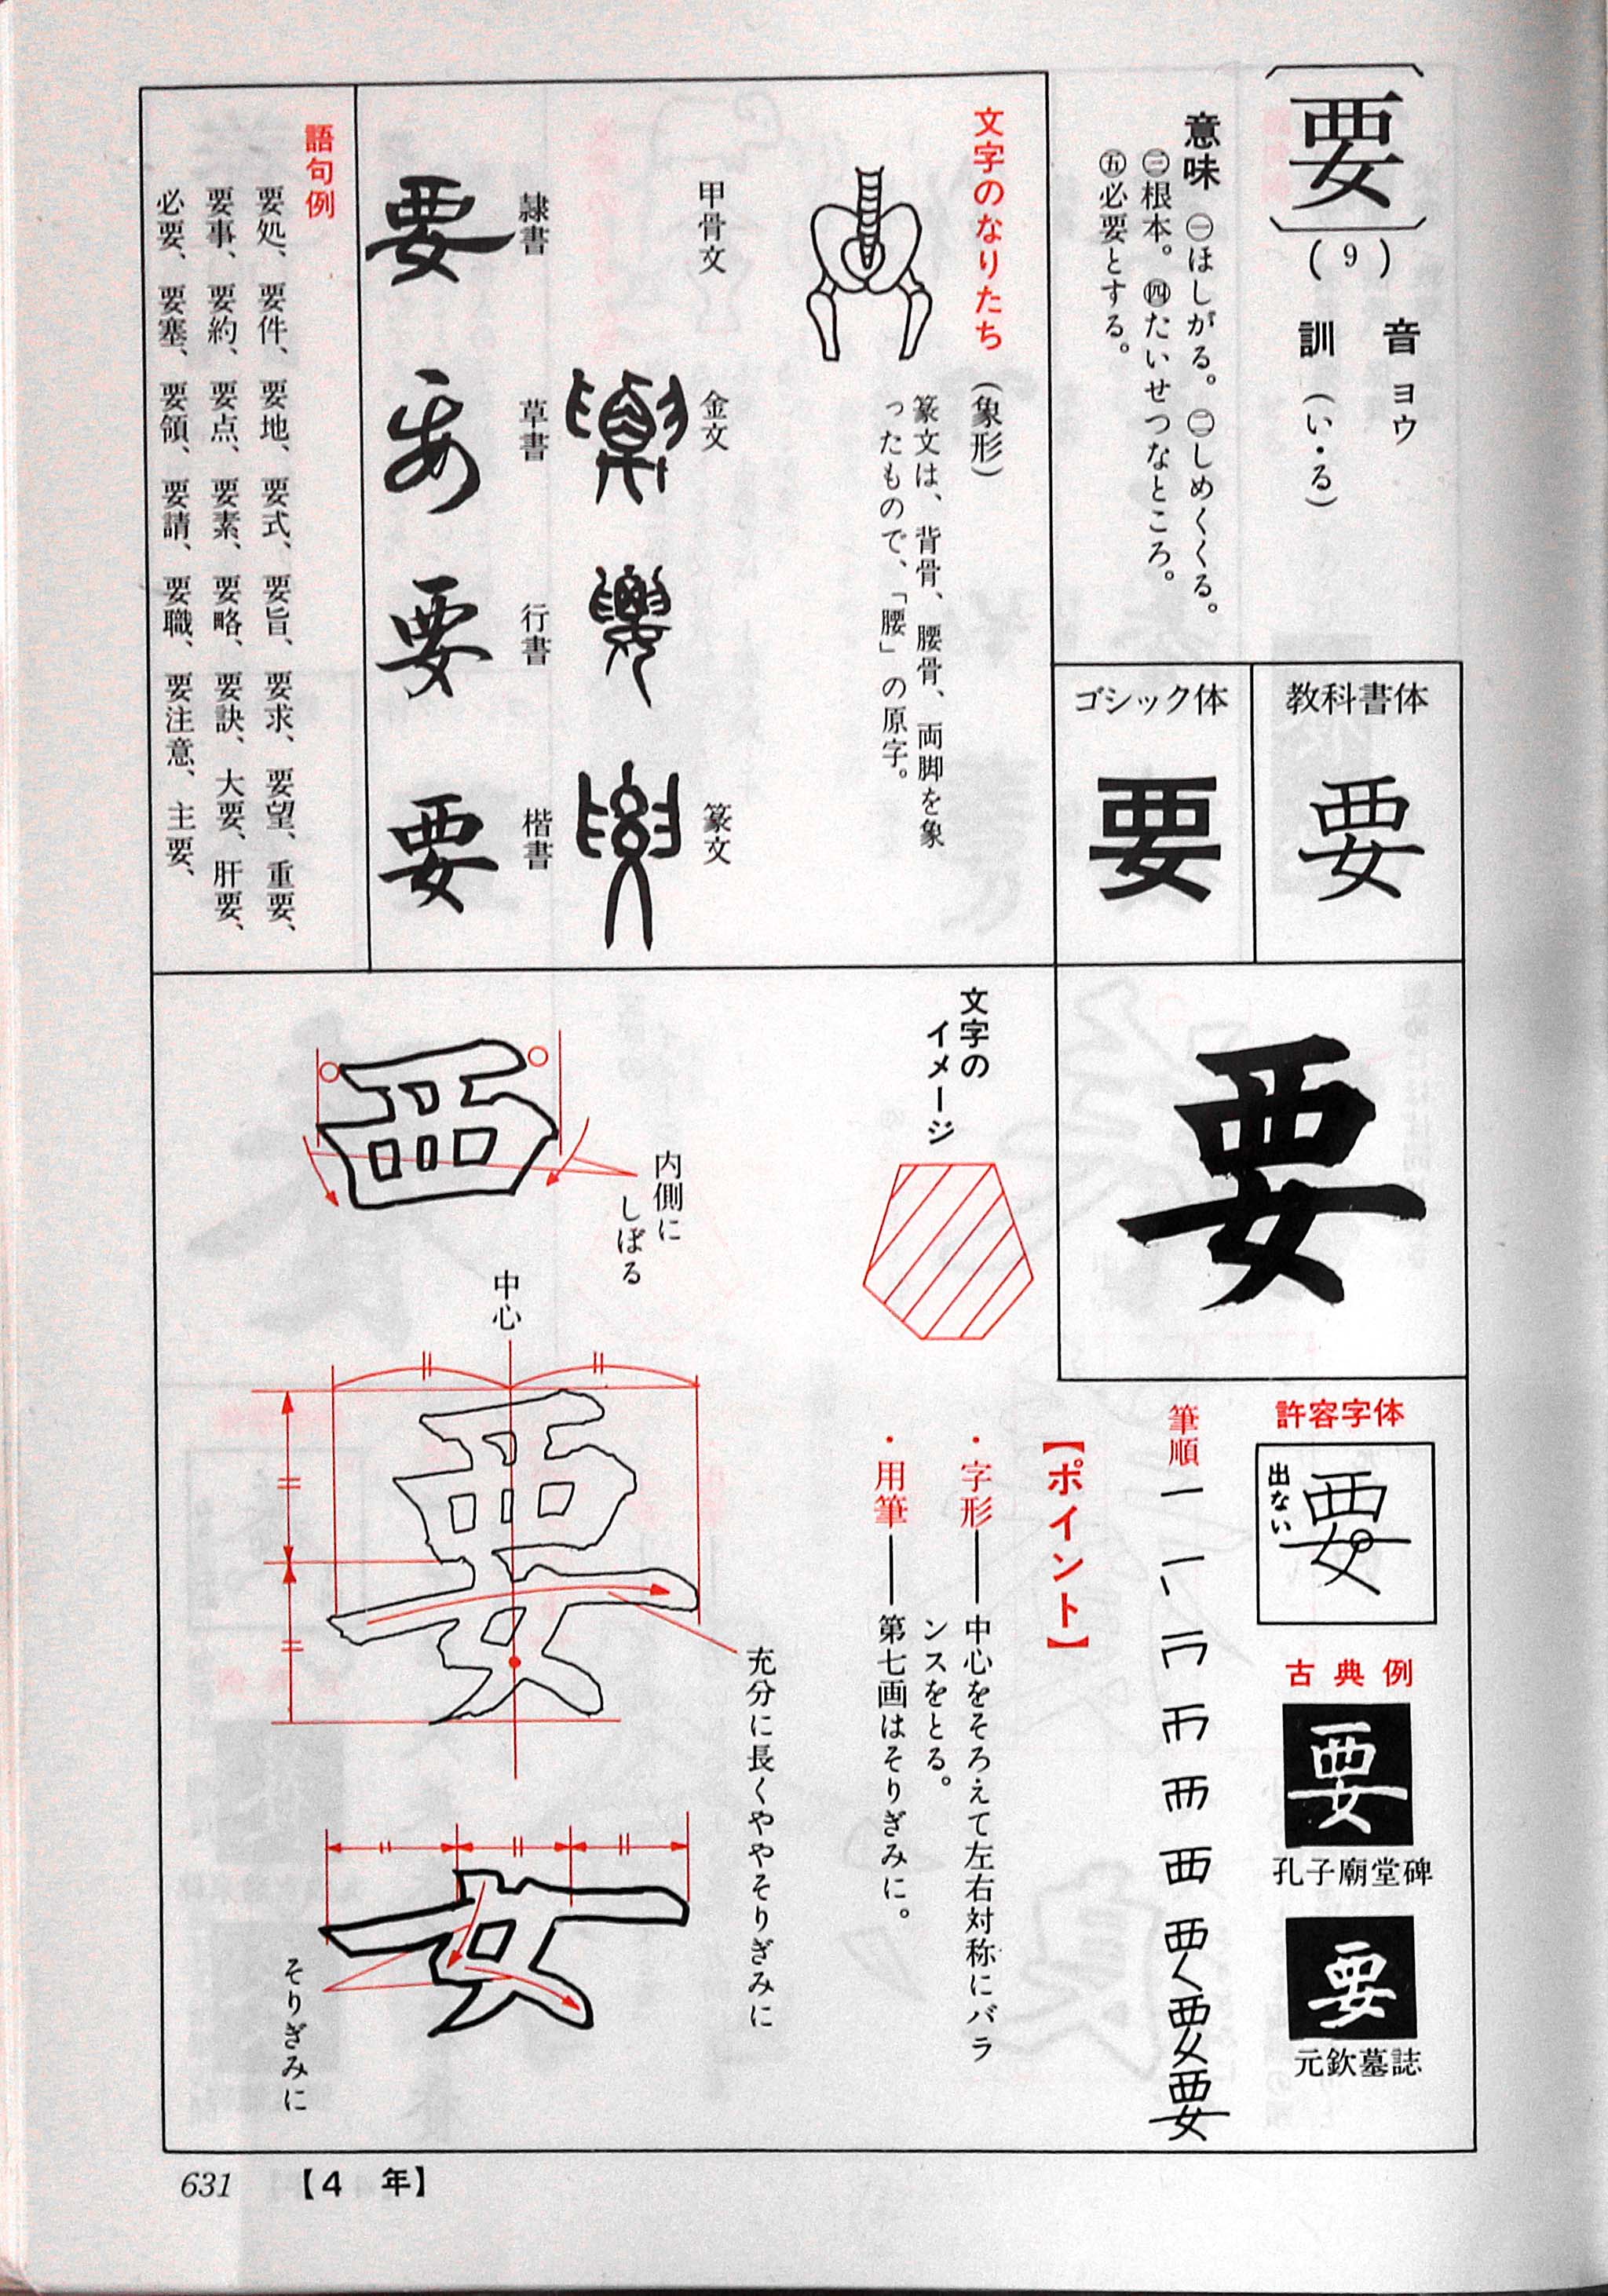 〔要〕(9)
音 ヨウ
訓 (い・る)
意味 ㊀ほしがる。㊁しめくくる。
㊂根本。㊃たいせつなところ。
㊄必要とする。
教科書体
要
ゴシック体
要
文字のなりたち
(象形)
篆文は、背骨、腰骨、両脚を象
ったもので、「腰」の原字。
甲骨文
金文
篆文
隷書
要
草書
要
行書
要
楷書
要
語句例
要処、要件、要地、要式、要旨、要求、要望、重要、
要事、要約、要点、要素、要略、要訣、大要、肝要、
必要、要塞、要領、要請、要職、要注意、主要、
要
許容字体
要
出ない
古典例
要
孔子廟堂碑
要
元欽墓誌
筆順
要
【ポイント】
・字形——中心をそろえて左右対称にバラ
ンスをとる。
・用筆——第七画はそりぎみに。
文字の
イメージ
内側に
しぼる
中心
充分に長くややそりぎみに
そりぎみに
631 【4 年】